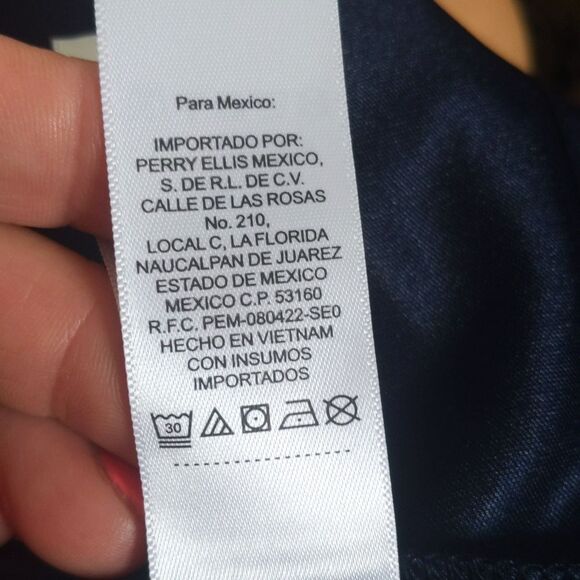 Para Mexico:
IMPORTADO POR:
PERRY ELLIS MEXICO,
S. DE R.L. DE C.V.
CALLE DE LAS ROSAS
No. 210,
LOCAL C, LA FLORIDA
NAUCALPAN DE JUAREZ
ESTADO DE MEXICO
MEXICO C.P. 53160
R.F.C. PEM-080422-SE0
HECHO EN VIETNAM
CON INSUMOS
IMPORTADOS
30